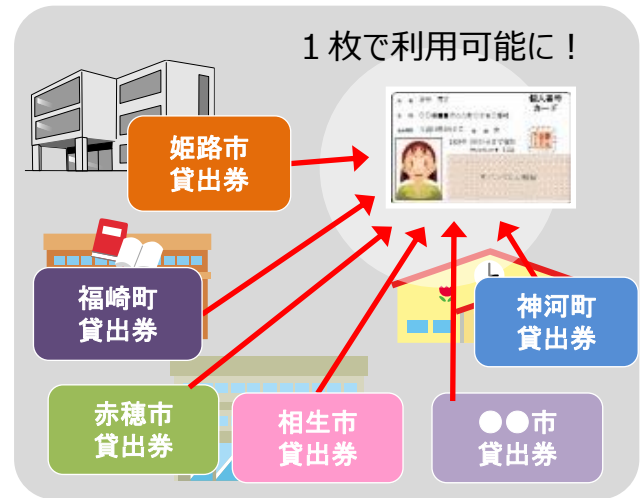 １枚で利用可能に！
個人番号
カード
姫路市
貸出券
福崎町
貸出券
神河町
貸出券
赤穂市
貸出券
相生市
貸出券
●●市
貸出券